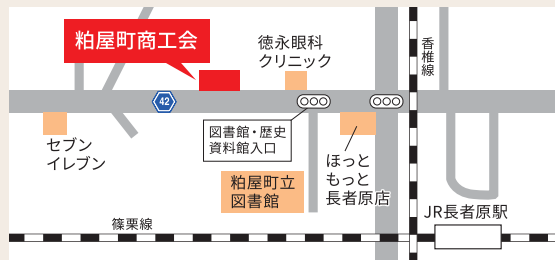 粕屋町商工会
徳永眼科
クリニック
香椎線
42
図書館・歴史
資料館入口
セブン
イレブン
ほっと
もっと
長者原店
粕屋町立
図書館
JR長者原駅
篠栗線